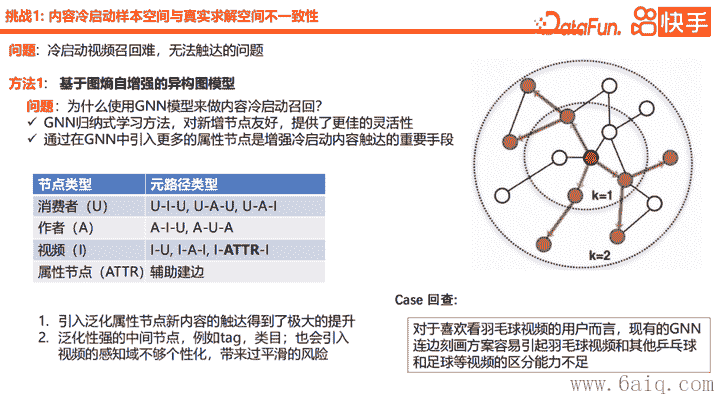 挑战1: 内容冷启动样本空间与真实求解空间不一致性
DataFun.
快手
问题：冷启动视频召回难，无法触达的问题
方法1： 基于图熵自增强的异构图模型
问题：为什么使用GNN模型来做内容冷启动召回？
✓ GNN归纳式学习方法，对新增节点友好，提供了更佳的灵活性
✓ 通过在GNN中引入更多的属性节点是增强冷启动内容触达的重要手段
节点类型 元路径类型
消费者（U） U-I-U, U-A-U, U-A-I
作者（A） A-I-U, A-U-A
视频（I） I-U, I-A-I, I-ATTR-I
属性节点（ATTR） 辅助建边
k=1
k=2
1. 引入泛化属性节点新内容的触达得到了极大的提升
2. 泛化性强的中间节点，例如tag，类目；也会引入
视频的感知域不够个性化，带来过平滑的风险
Case 回查:
对于喜欢看羽毛球视频的用户而言，现有的GNN
连边刻画方案容易引起羽毛球视频和其他乒乓球
和足球等视频的区分能力不足
www.6aiq.com